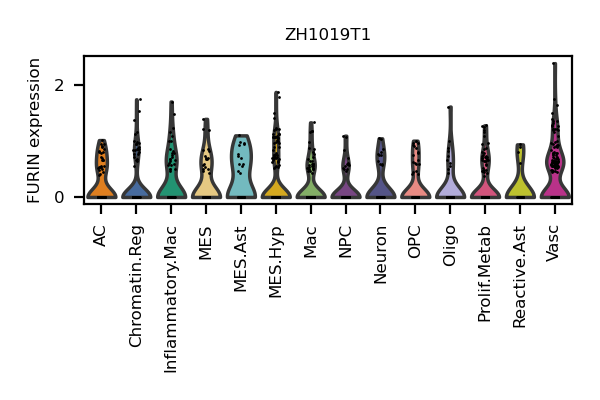 ZH1019T1
FURIN expression
2
0
AC
Chromatin.Reg
Inflammatory.Mac
MES
MES.Ast
MES.Hyp
Mac
NPC
Neuron
OPC
Oligo
Prolif.Metab
Reactive.Ast
Vasc